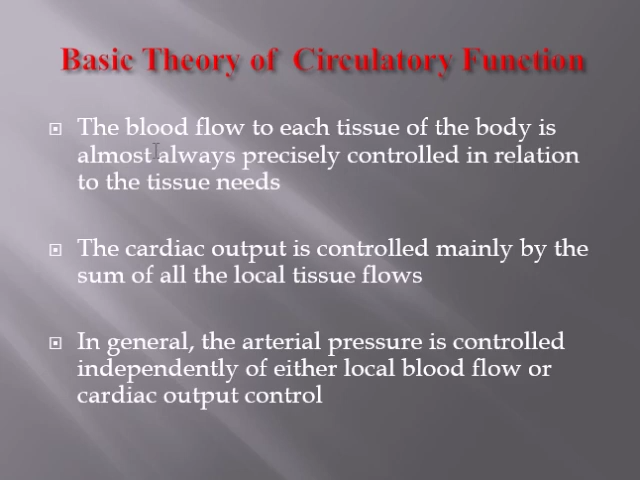 Basic Theory of Circulatory Function
The blood flow to each tissue of the body is
almost always precisely controlled in relation
to the tissue needs
The cardiac output is controlled mainly by the
sum of all the local tissue flows
In general, the arterial pressure is controlled
independently of either local blood flow or
cardiac output control